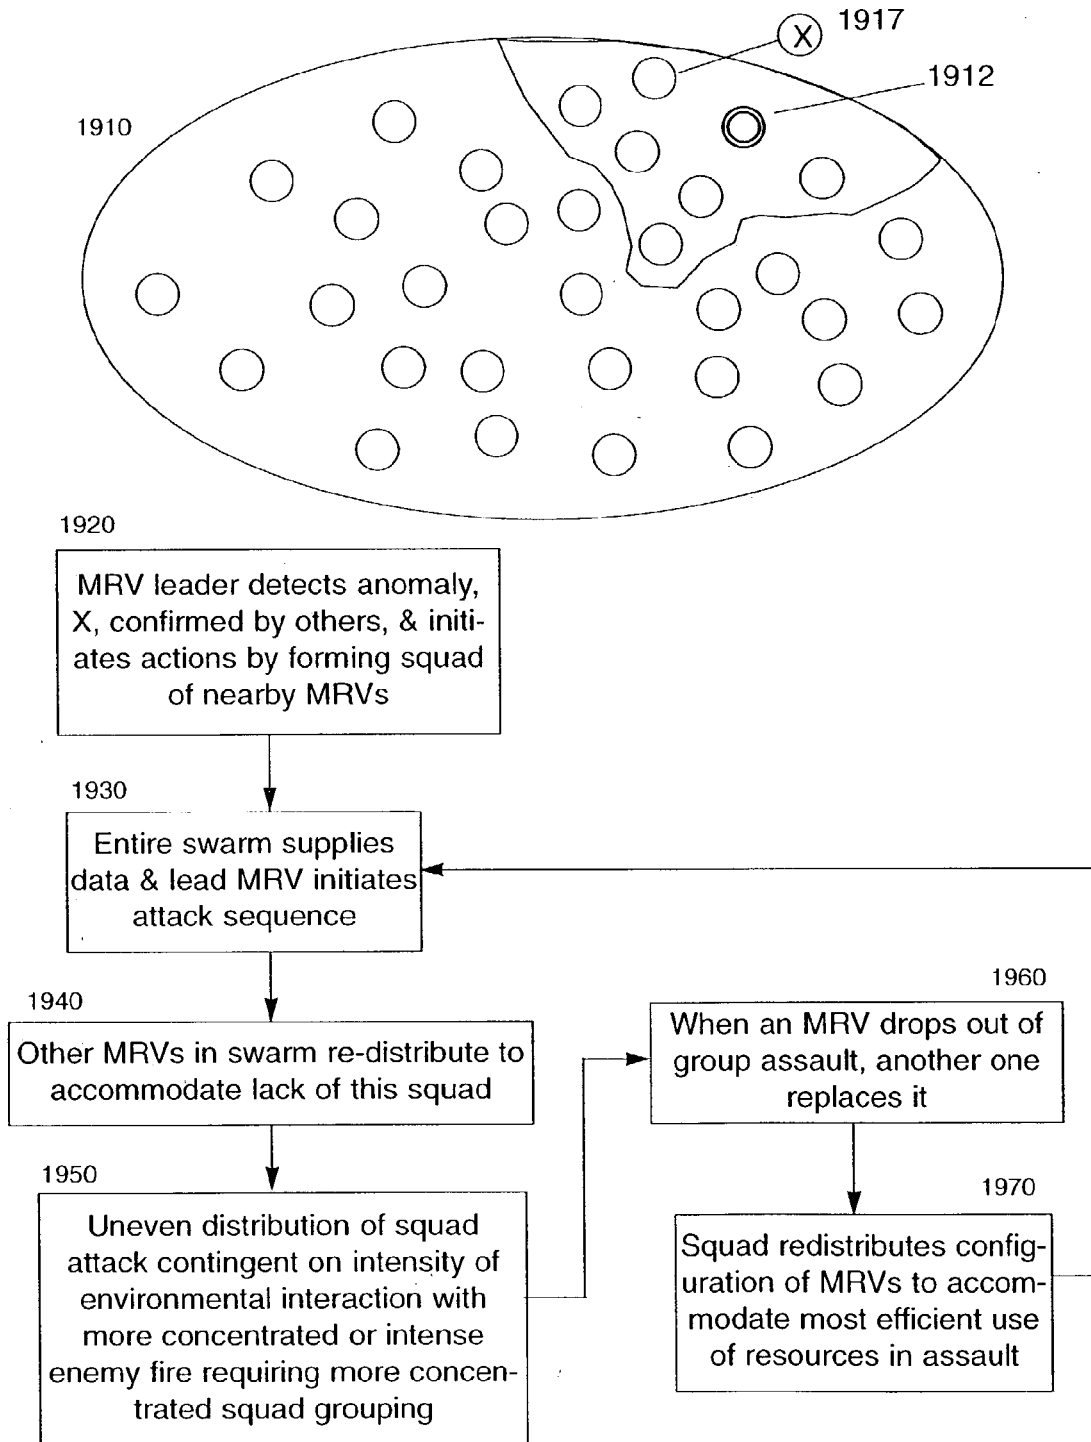 X 1917
1912
1910
1920
MRV leader detects anomaly,
X, confirmed by others, & initi-
ates actions by forming squad
of nearby MRVs
1930
Entire swarm supplies
data & lead MRV initiates
attack sequence
1940
Other MRVs in swarm re-distribute to
accommodate lack of this squad
1950
Uneven distribution of squad
attack contingent on intensity of
environmental interaction with
more concentrated or intense
enemy fire requiring more concen-
trated squad grouping
1960
When an MRV drops out of
group assault, another one
replaces it
1970
Squad redistributes config-
uration of MRVs to accom-
modate most efficient use
of resources in assault